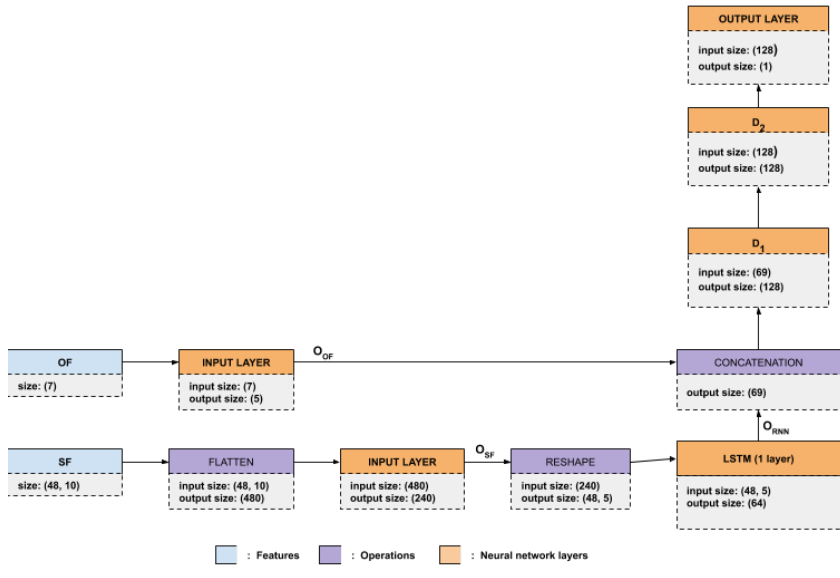 OUTPUT LAYER
input size: (128)
output size: (1)
D2
input size: (128)
output size: (128)
D1
input size: (69)
output size: (128)
OF
size: (7)
INPUT LAYER
input size: (7)
output size: (5)
OOF
CONCATENATION
output size: (69)
ORNN
SF
size: (48, 10)
FLATTEN
input size: (48, 10)
output size: (480)
INPUT LAYER
input size: (480)
output size: (240)
OSF
RESHAPE
input size: (240)
output size: (48, 5)
LSTM (1 layer)
input size: (48, 5)
output size: (64)
: Features
: Operations
: Neural network layers